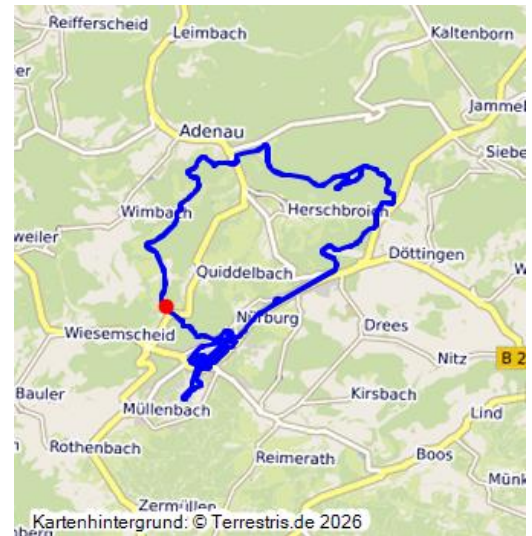 Reifferscheid
Leimbach
Kaltenborn
Jammel
Adenau
Siebe
Wimbach
Herschbroich
weiler
Quiddelbach
Döttingen
Nürburg
Wiesemscheid
Drees
Nitz
B 2
Bauler
Müllenbach
Kirsbach
Lind
Rothenbach
Reimerath
Boos
Münk
Zermüllen
Kartenhintergrund: © Terrestris.de 2026